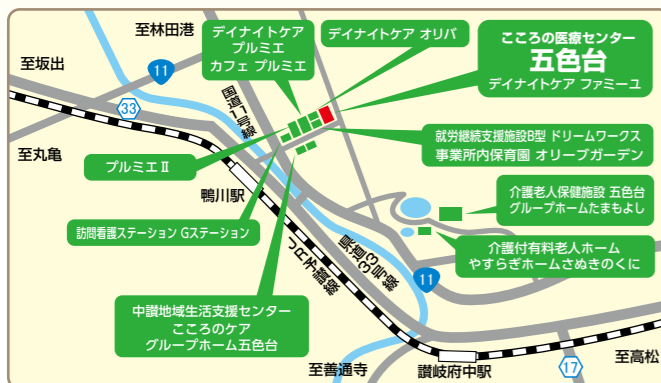 至林田港
デイナイトケア
プルミエ
カフェ プルミエ
デイナイトケア オリバ
こころの医療センター
五色台
デイナイトケア ファミーユ
至坂出
11
国道11号線
33
就労継続支援施設B型 ドリームワークス
事業所内保育園 オリーブガーデン
至丸亀
プルミエⅡ
鴨川駅
介護老人保健施設 五色台
グループホームたまもよし
訪問看護ステーション Gステーション
JR予讃線
県道33号線
介護付有料老人ホーム
やすらぎホームさぬきのくに
11
中讃地域生活支援センター
こころのケア
グループホーム五色台
至善通寺
讃岐府中駅
17
至高松